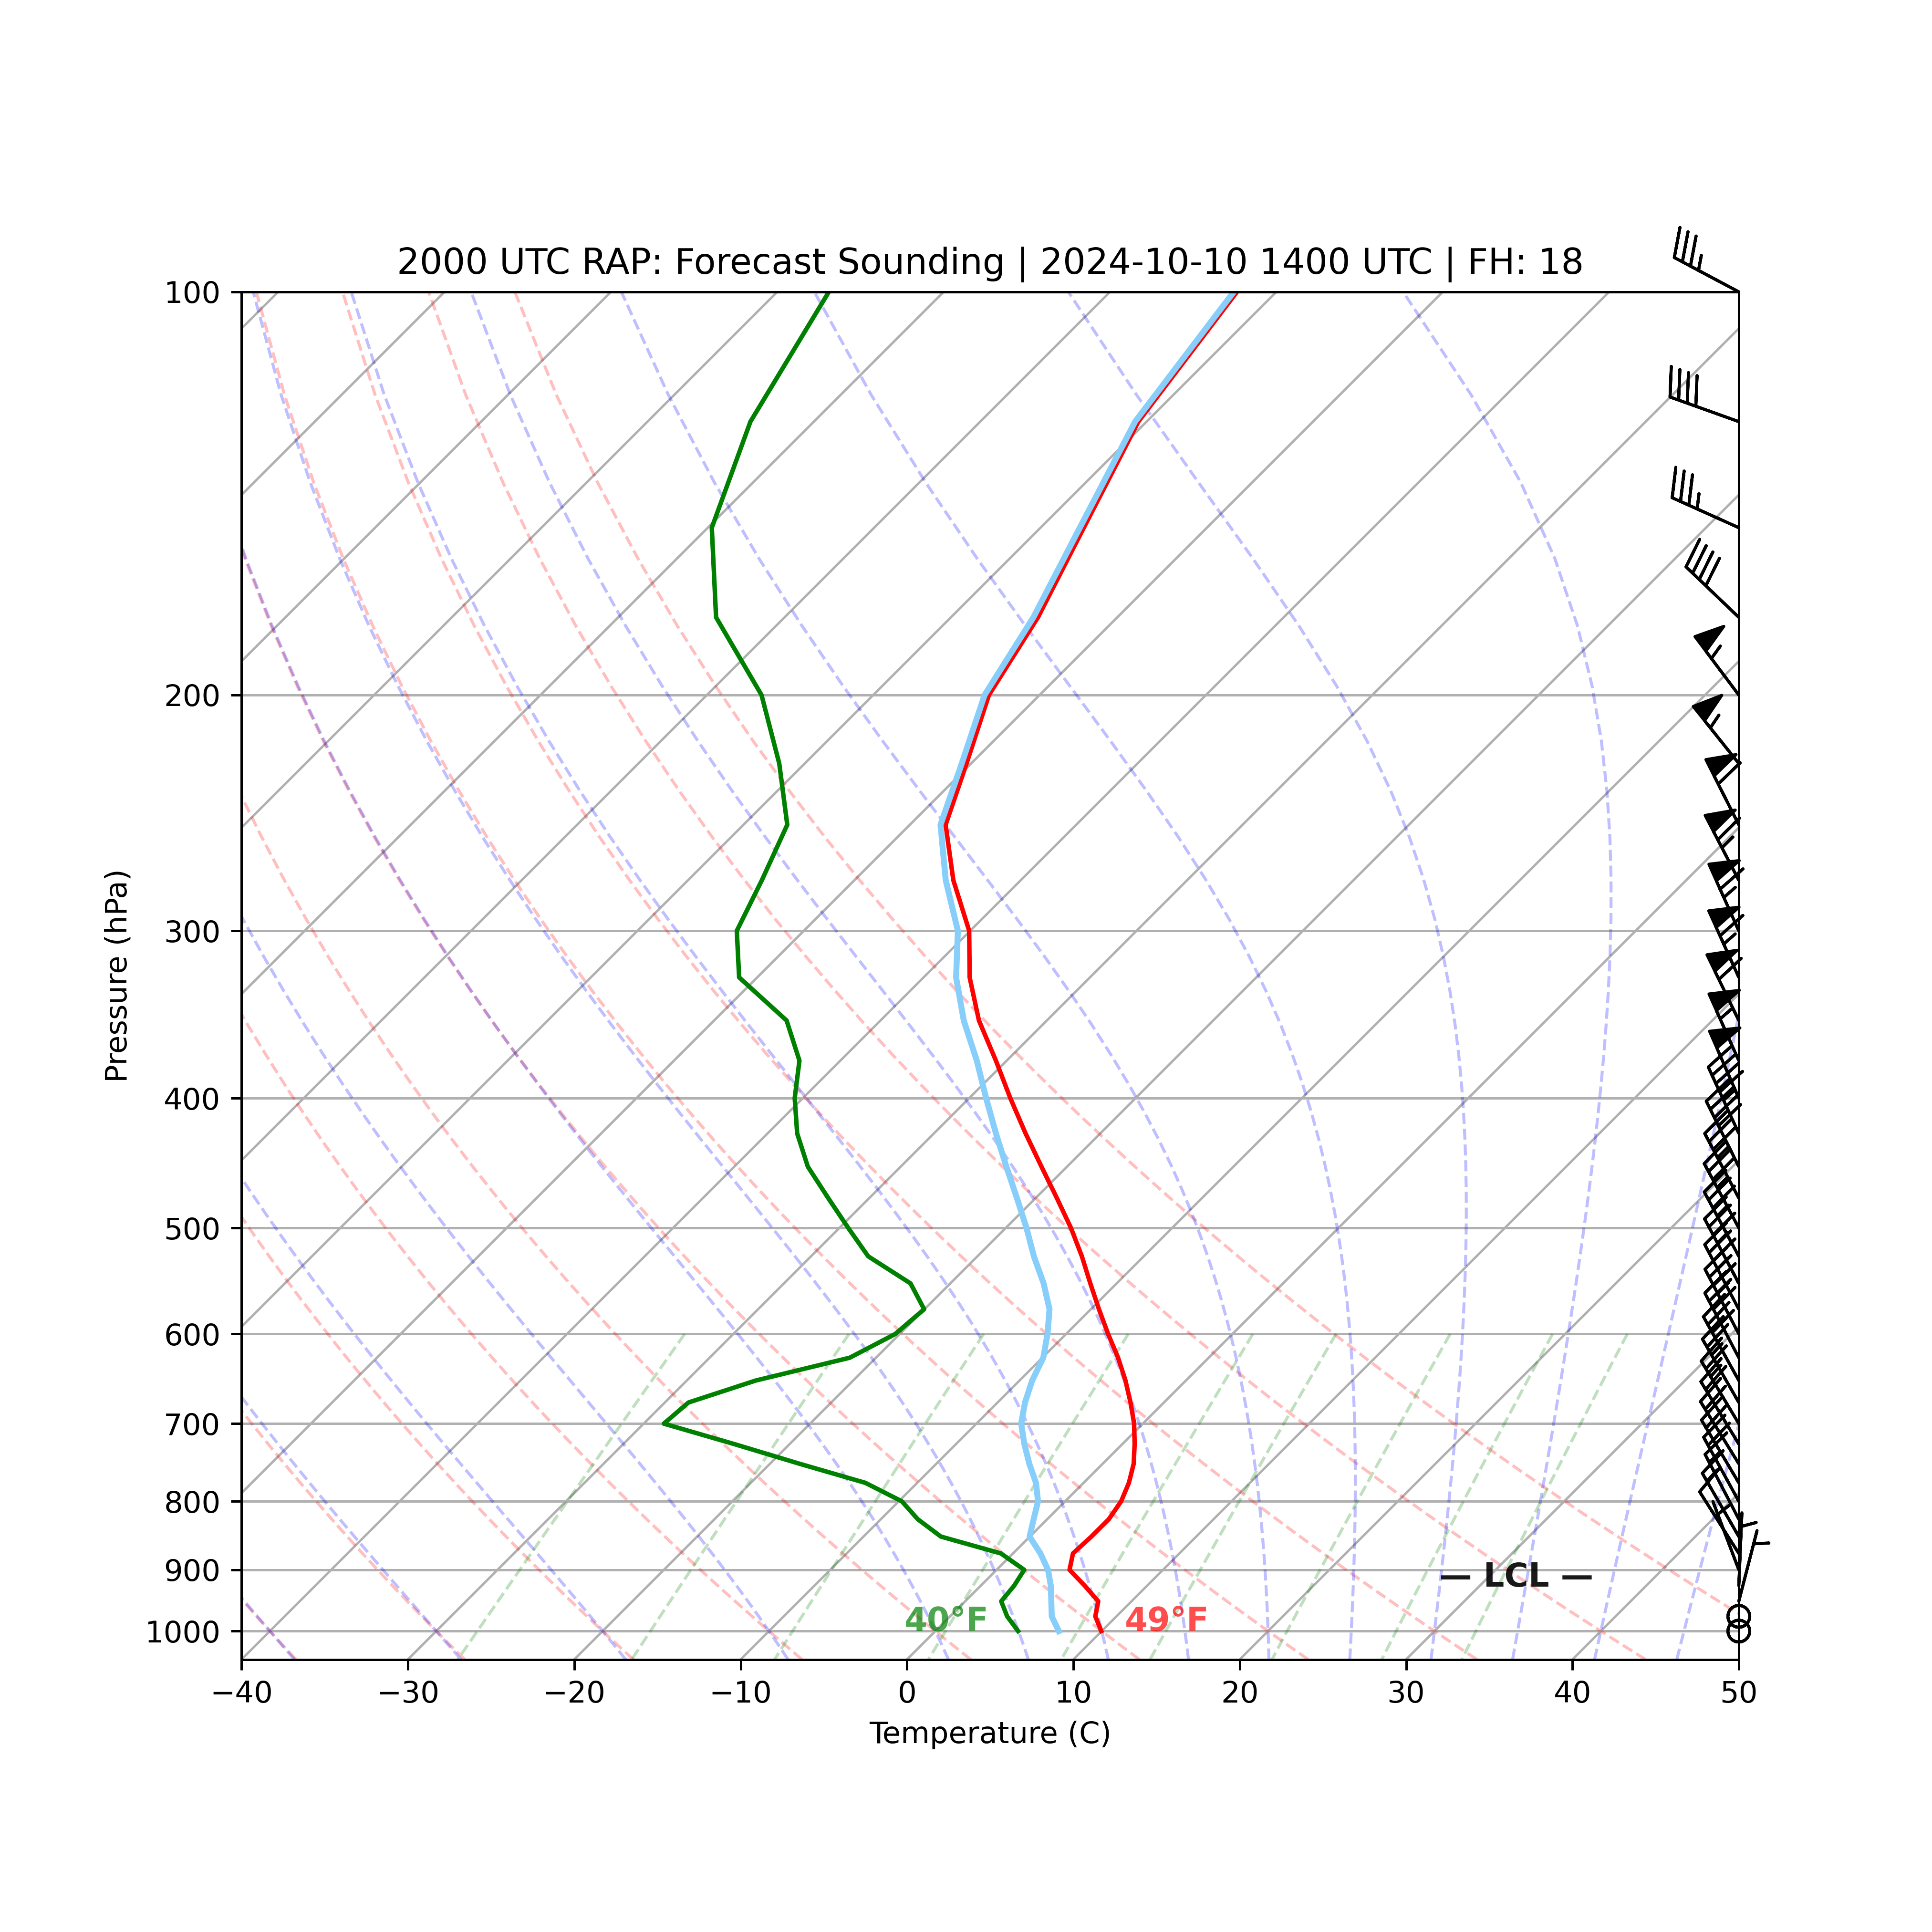 2000 UTC RAP: Forecast Sounding | 2024-10-10 1400 UTC | FH: 18
100
200
300
400
500
600
700
800
900
1000
Pressure (hPa)
— LCL —
40°F
49°F
−40 −30 −20 −10 0 10 20 30 40 50
Temperature (C)